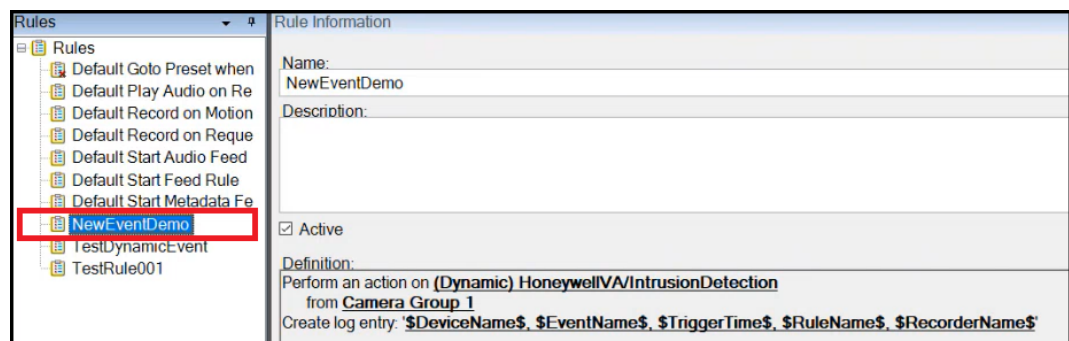 Rules
Rules
Default Goto Preset when
Default Play Audio on Re
Default Record on Motion
Default Record on Reque
Default Start Audio Feed
Default Start Feed Rule
Default Start Metadata Fe
NewEventDemo
TestDynamicEvent
TestRule001
Rule Information
Name:
NewEventDemo
Description:
Active
Definition:
Perform an action on (Dynamic) HoneywellVA/IntrusionDetection
from Camera Group 1
Create log entry: '$DeviceName$, $EventName$, $TriggerTime$, $RuleName$, $RecorderName$'